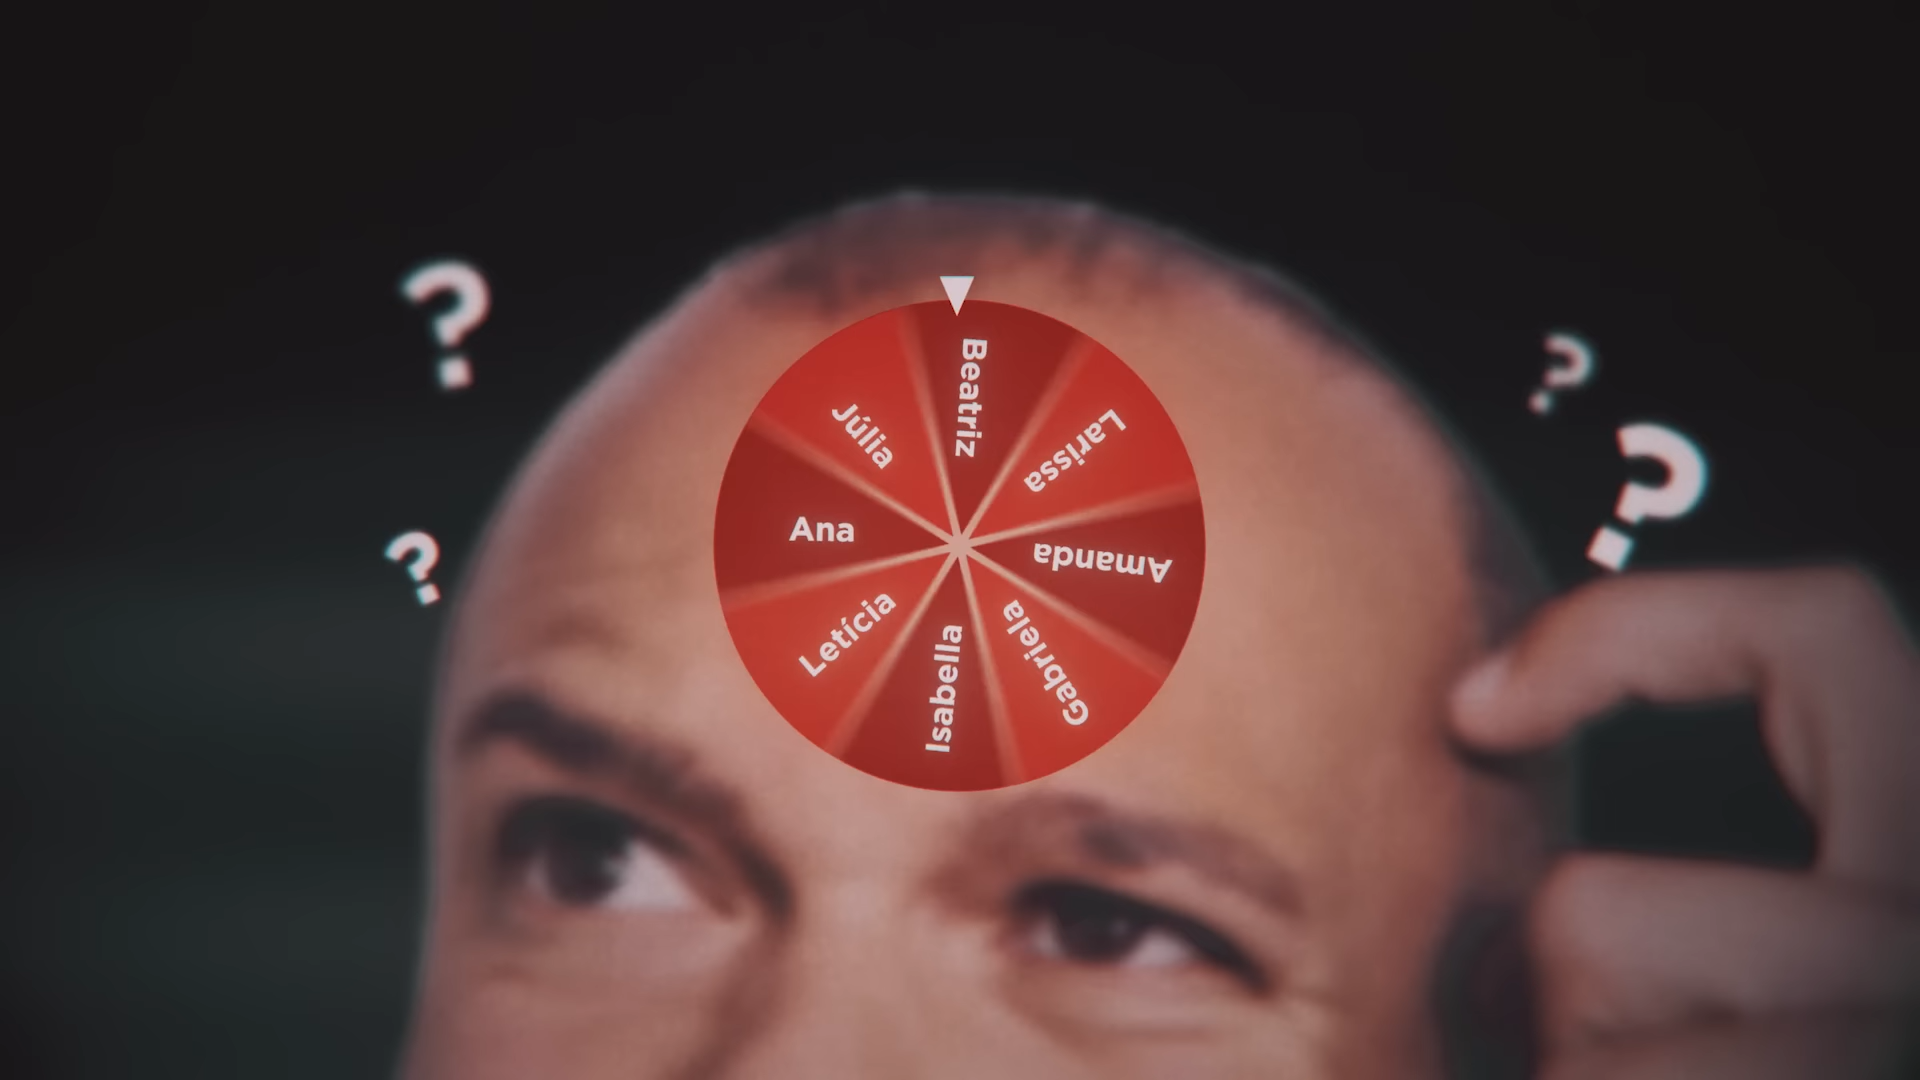 ?
?
?
?
Beatriz
Larissa
Amanda
Gabriela
Isabella
Letícia
Ana
Júlia